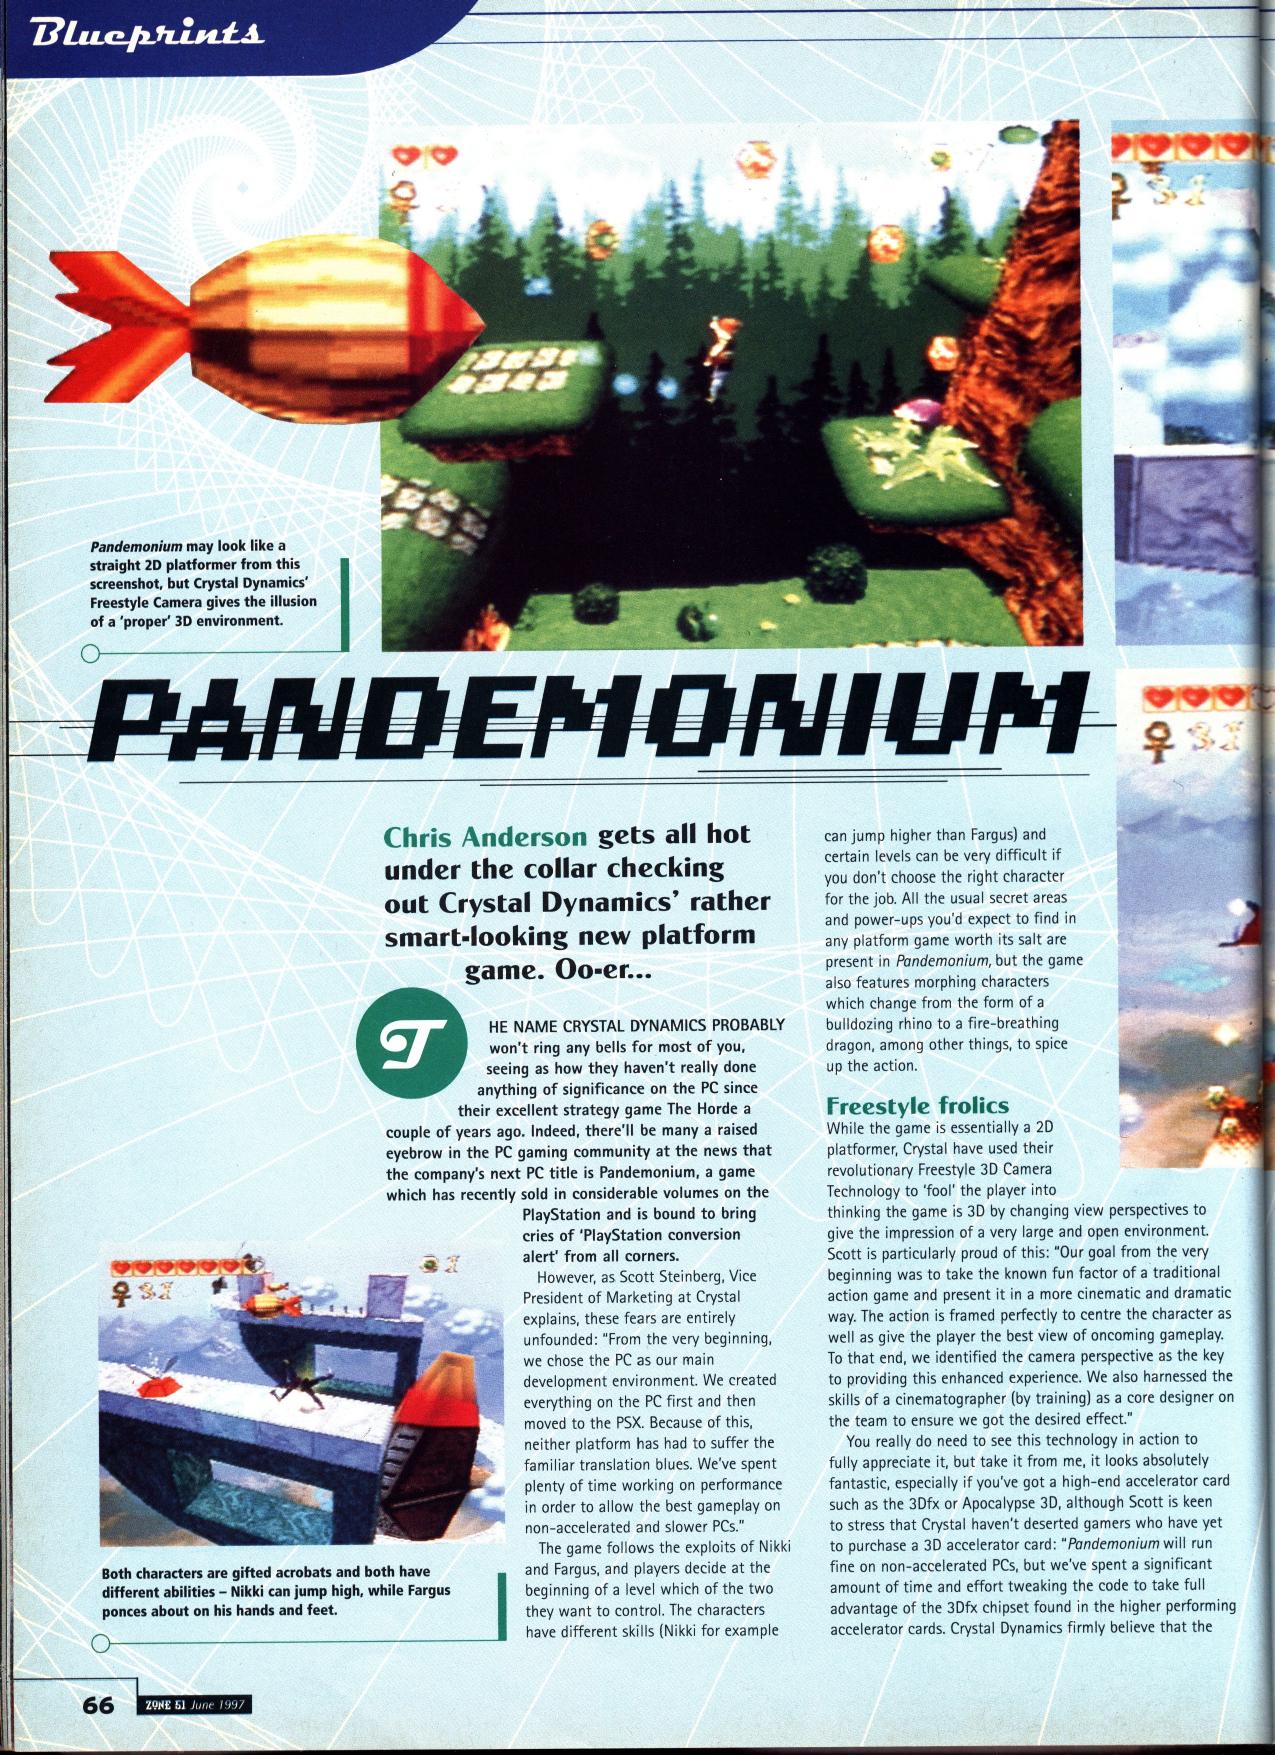 Blueprints
Pandemonium may look like a
straight 2D platformer from this
screenshot, but Crystal Dynamics'
Freestyle Camera gives the illusion
of a 'proper' 3D environment.
PANDEMONIUM
Chris Anderson gets all hot
under the collar checking
out Crystal Dynamics' rather
smart-looking new platform
game. Oo-er...
THE NAME CRYSTAL DYNAMICS PROBABLY
won't ring any bells for most of you,
seeing as how they haven't really done
anything of significance on the PC since
their excellent strategy game The Horde a
couple of years ago. Indeed, there'll be many a raised
eyebrow in the PC gaming community at the news that
the company's next PC title is Pandemonium, a game
which has recently sold in considerable volumes on the
PlayStation and is bound to bring
cries of 'PlayStation conversion
alert' from all corners.
However, as Scott Steinberg, Vice
President of Marketing at Crystal
explains, these fears are entirely
unfounded: "From the very beginning,
we chose the PC as our main
development environment. We created
everything on the PC first and then
moved to the PSX. Because of this,
neither platform has had to suffer the
familiar translation blues. We've spent
plenty of time working on performance
in order to allow the best gameplay on
non-accelerated and slower PCs."
The game follows the exploits of Nikki
and Fargus, and players decide at the
beginning of a level which of the two
they want to control. The characters
have different skills (Nikki for example
can jump higher than Fargus) and
certain levels can be very difficult if
you don't choose the right character
for the job. All the usual secret areas
and power-ups you'd expect to find in
any platform game worth its salt are
present in Pandemonium, but the game
also features morphing characters
which change from the form of a
bulldozing rhino to a fire-breathing
dragon, among other things, to spice
up the action.
Freestyle frolics
While the game is essentially a 2D
platformer, Crystal have used their
revolutionary Freestyle 3D Camera
Technology to 'fool' the player into
thinking the game is 3D by changing view perspectives to
give the impression of a very large and open environment.
Scott is particularly proud of this: "Our goal from the very
beginning was to take the known fun factor of a traditional
action game and present it in a more cinematic and dramatic
way. The action is framed perfectly to centre the character as
well as give the player the best view of oncoming gameplay.
To that end, we identified the camera perspective as the key
to providing this enhanced experience. We also harnessed the
skills of a cinematographer (by training) as a core designer on
the team to ensure we got the desired effect."
You really do need to see this technology in action to
fully appreciate it, but take it from me, it looks absolutely
fantastic, especially if you've got a high-end accelerator card
such as the 3Dfx or Apocalypse 3D, although Scott is keen
to stress that Crystal haven't deserted gamers who have yet
to purchase a 3D accelerator card: "Pandemonium will run
fine on non-accelerated PCs, but we've spent a significant
amount of time and effort tweaking the code to take full
advantage of the 3Dfx chipset found in the higher performing
accelerator cards. Crystal Dynamics firmly believe that the
31
31
31
1
Both characters are gifted acrobats and both have
different abilities – Nikki can jump high, while Fargus
ponces about on his hands and feet.
66
ZONE 51 June 1997